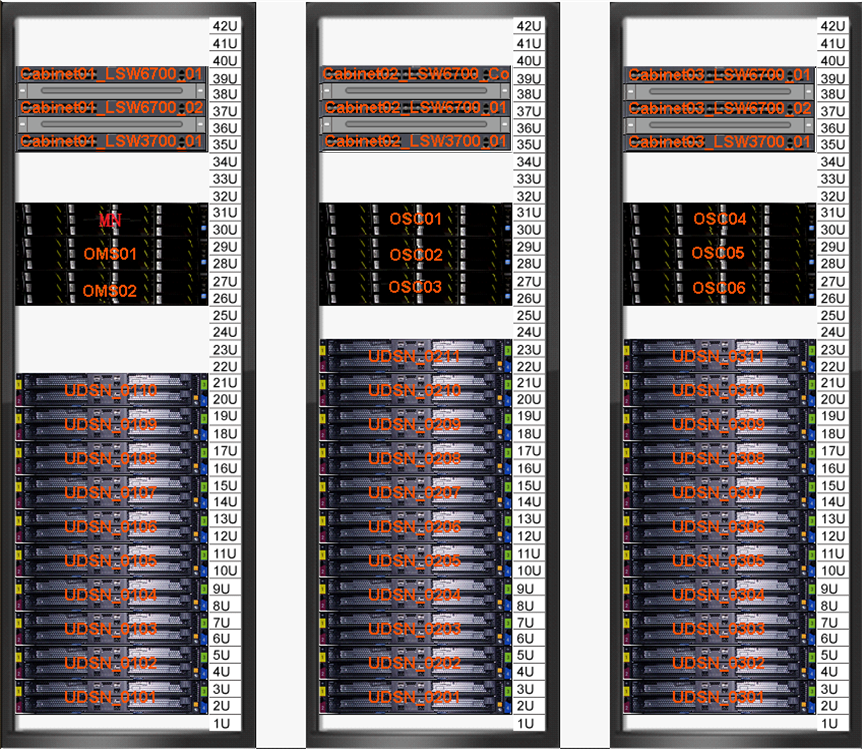 42U
41U
40U
Cabinet01_LSW6700_01
39U
38U
Cabinet01_LSW6700_02
37U
36U
Cabinet01_LSW3700_01
35U
34U
33U
32U
MN
31U
30U
OMS01
29U
28U
OMS02
27U
26U
25U
24U
23U
22U
UDSN_0110
21U
20U
UDSN_0109
19U
18U
UDSN_0108
17U
16U
UDSN_0107
15U
14U
UDSN_0106
13U
12U
UDSN_0105
11U
10U
UDSN_0104
9U
8U
UDSN_0103
7U
6U
UDSN_0102
5U
4U
UDSN_0101
3U
2U
1U
42U
41U
40U
Cabinet02_LSW6700_Co
39U
38U
Cabinet02_LSW6700_01
37U
36U
Cabinet02_LSW3700_01
35U
34U
33U
32U
OSC01
31U
30U
OSC02
29U
28U
OSC03
27U
26U
25U
24U
UDSN_0211
23U
22U
UDSN_0210
21U
20U
UDSN_0209
19U
18U
UDSN_0208
17U
16U
UDSN_0207
15U
14U
UDSN_0206
13U
12U
UDSN_0205
11U
10U
UDSN_0204
9U
8U
UDSN_0203
7U
6U
UDSN_0202
5U
4U
UDSN_0201
3U
2U
1U
42U
41U
40U
Cabinet03_LSW6700_01
39U
38U
Cabinet03_LSW6700_02
37U
36U
Cabinet03_LSW3700_01
35U
34U
33U
32U
OSC04
31U
30U
OSC05
29U
28U
OSC06
27U
26U
25U
24U
UDSN_0311
23U
22U
UDSN_0310
21U
20U
UDSN_0309
19U
18U
UDSN_0308
17U
16U
UDSN_0307
15U
14U
UDSN_0306
13U
12U
UDSN_0305
11U
10U
UDSN_0304
9U
8U
UDSN_0303
7U
6U
UDSN_0302
5U
4U
UDSN_0301
3U
2U
1U